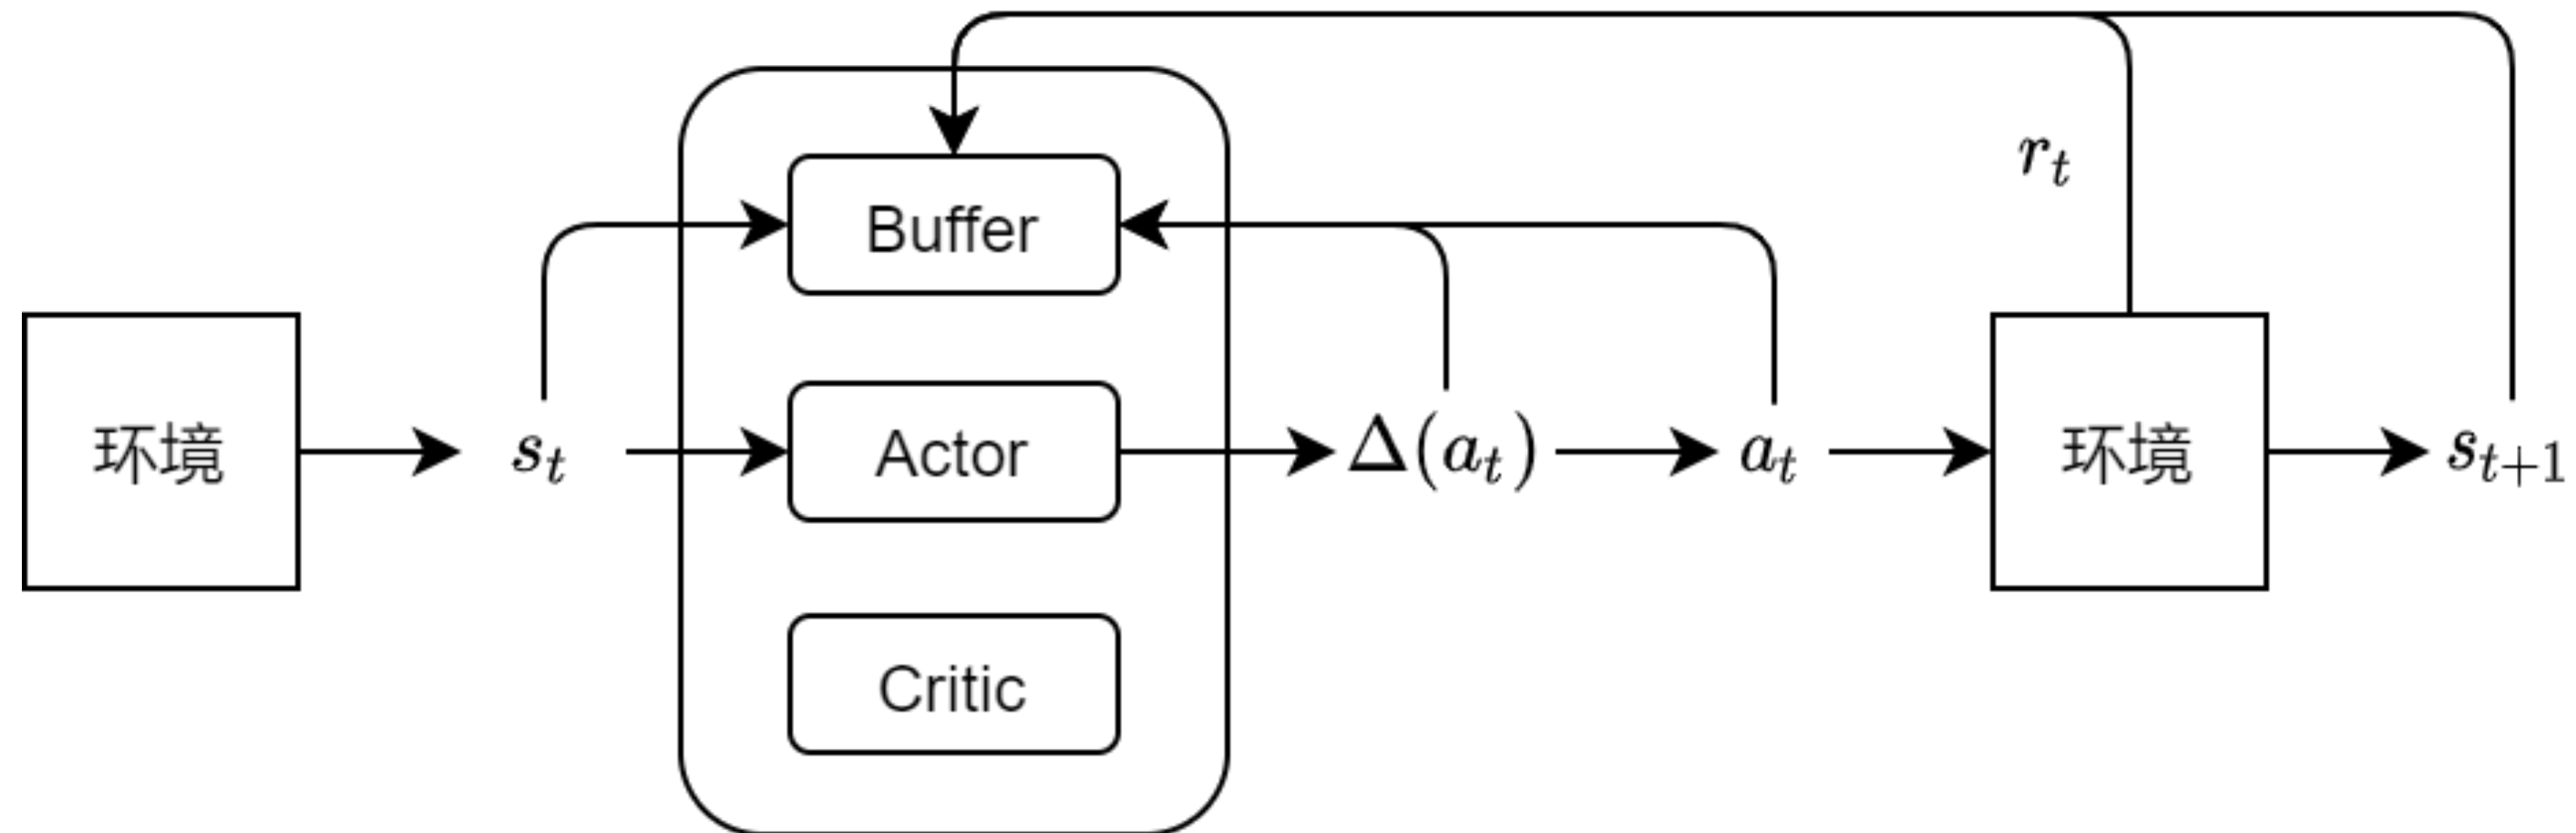 环境
s_t
Buffer
Actor
Critic
Δ(a_t)
a_t
r_t
环境
s_{t+1}